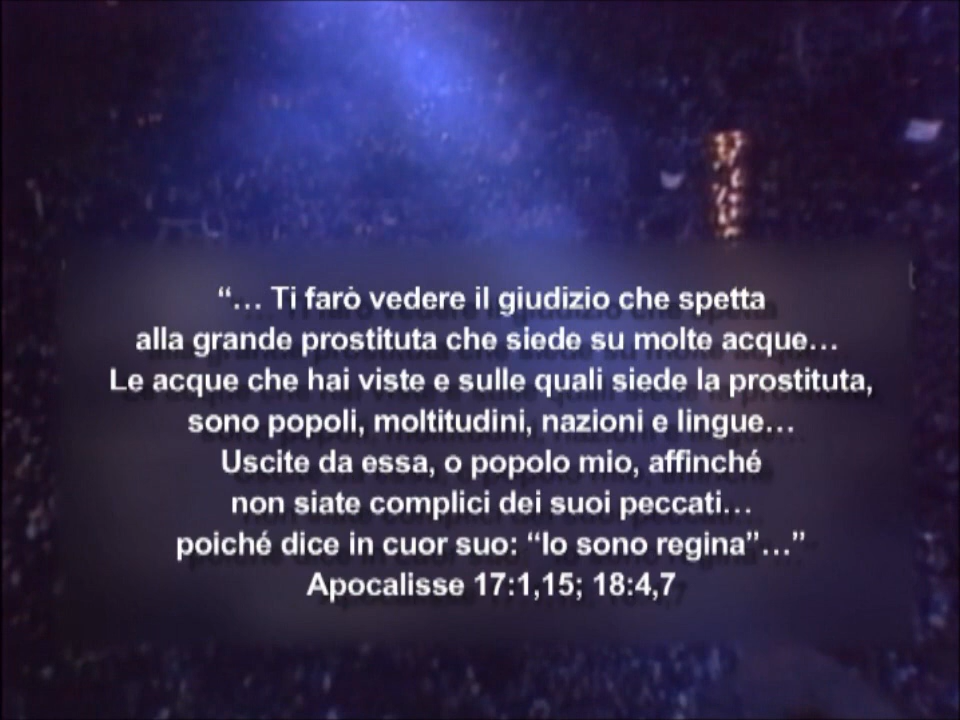 “… Ti farò vedere il giudizio che spetta
alla grande prostituta che siede su molte acque…
Le acque che hai viste e sulle quali siede la prostituta,
sono popoli, moltitudini, nazioni e lingue…
Uscite da essa, o popolo mio, affinché
non siate complici dei suoi peccati…
poiché dice in cuor suo: “Io sono regina”…”
Apocalisse 17:1,15; 18:4,7